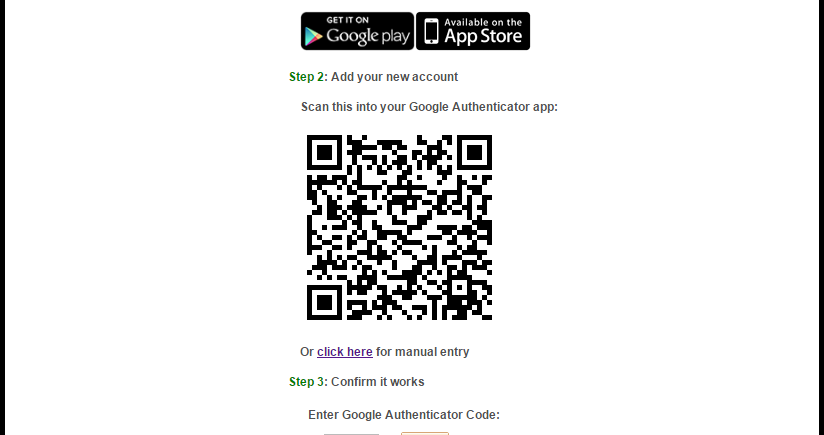 GET IT ON
Google play
Available on the
App Store
Step 2: Add your new account
Scan this into your Google Authenticator app:
Or click here for manual entry
Step 3: Confirm it works
Enter Google Authenticator Code: